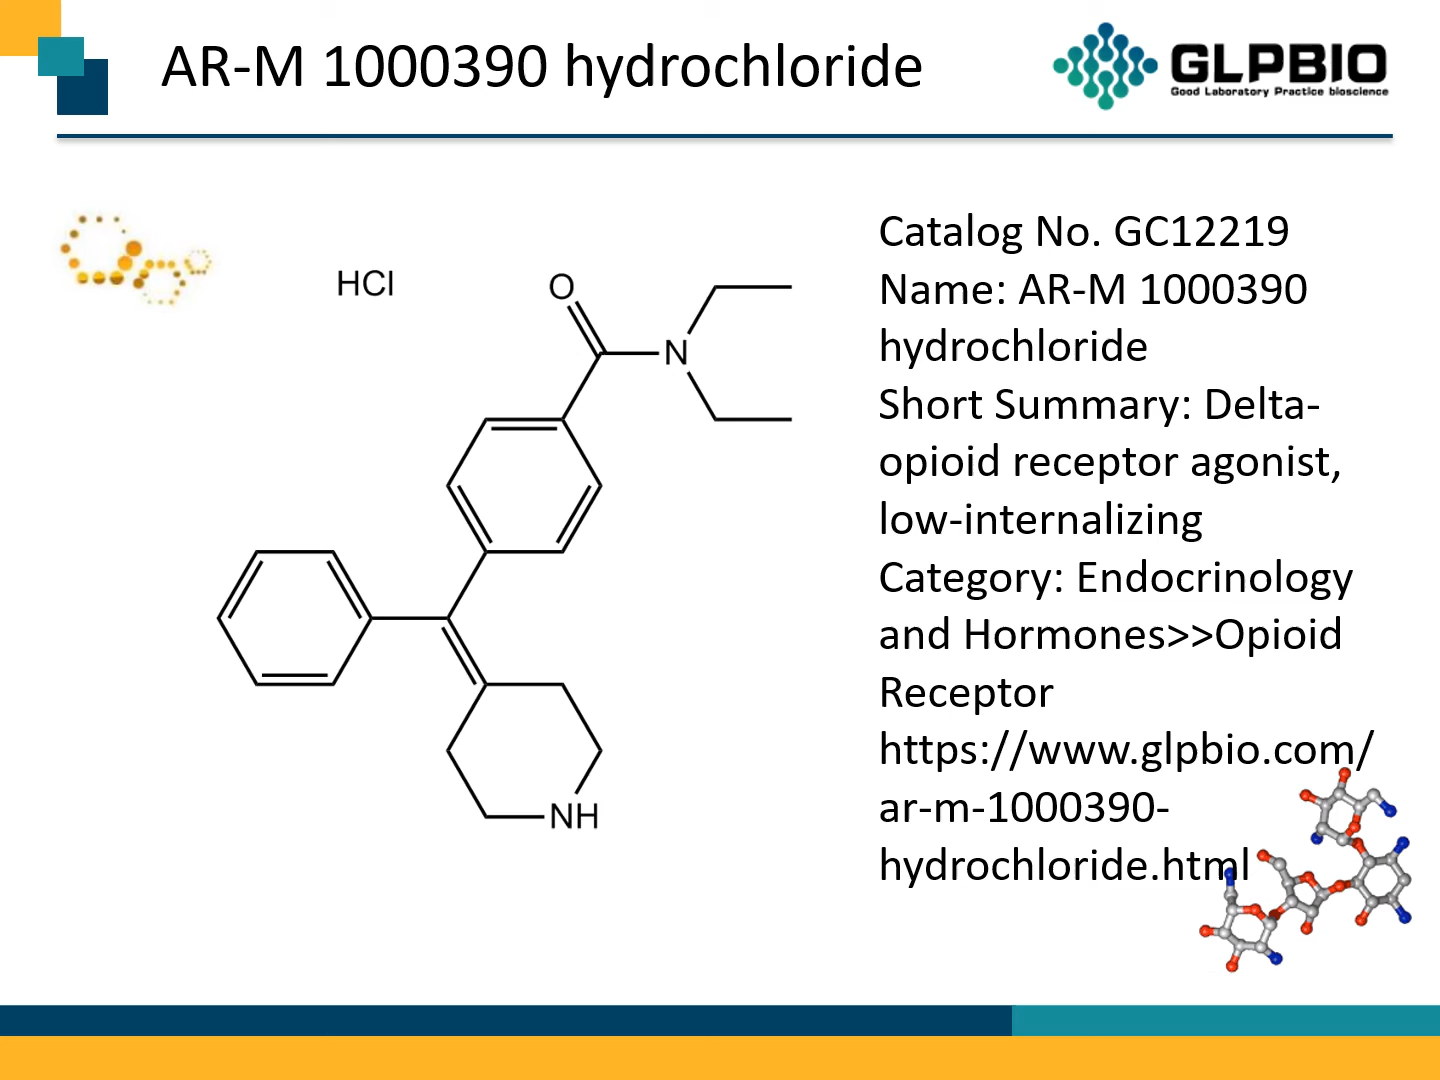 AR-M 1000390 hydrochloride
GLPBIO
Good Laboratory Practice bioscience
HCl
O
N
NH
Catalog No. GC12219
Name: AR-M 1000390
hydrochloride
Short Summary: Delta-
opioid receptor agonist,
low-internalizing
Category: Endocrinology
and Hormones>>Opioid
Receptor
https://www.glpbio.com/
ar-m-1000390-
hydrochloride.html